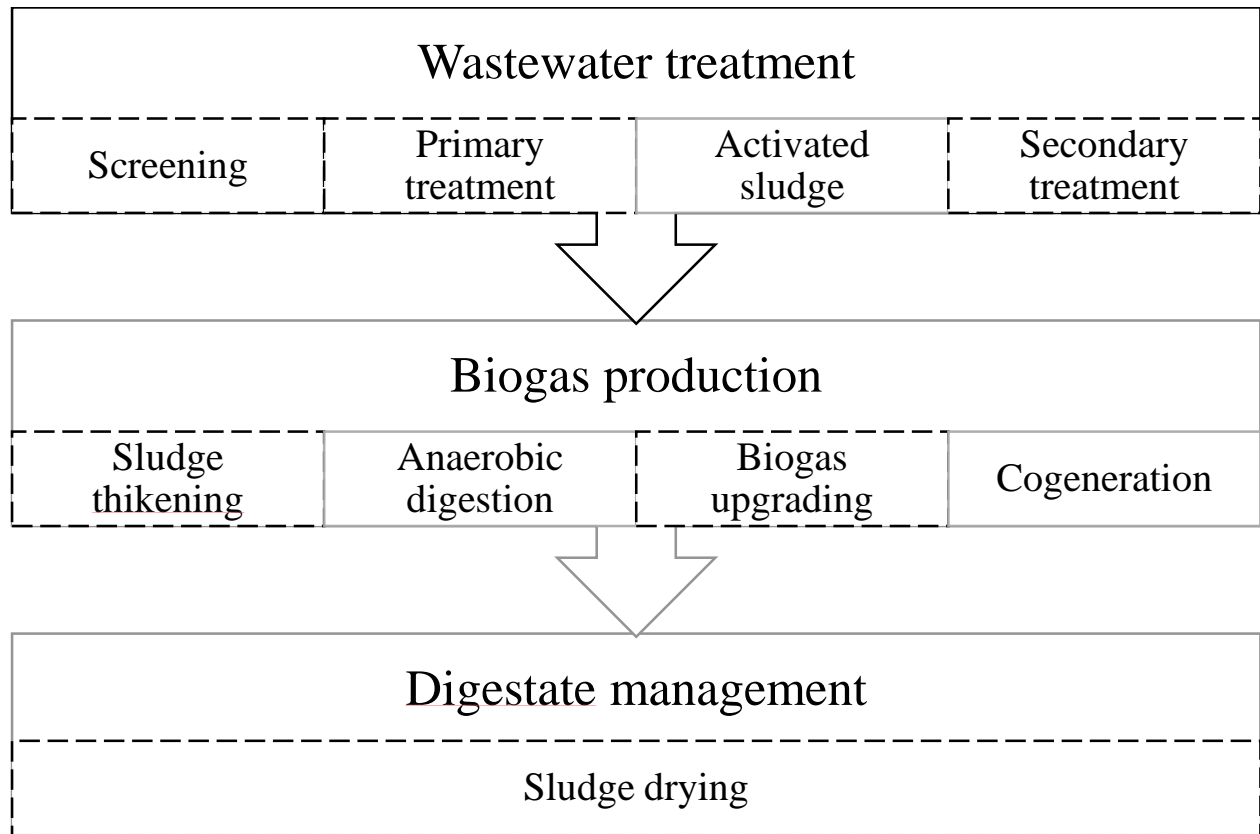 Wastewater treatment
Screening
Primary
treatment
Activated
sludge
Secondary
treatment
Biogas production
Sludge
thikening
Anaerobic
digestion
Biogas
upgrading
Cogeneration
Digestate management
Sludge drying